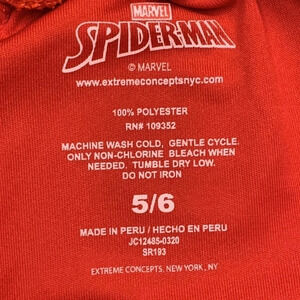 MARVEL
SPIDER-MAN
© MARVEL
www.extremeconceptsnyc.com
100% POLYESTER
RN# 109352
MACHINE WASH COLD, GENTLE CYCLE.
ONLY NON-CHLORINE BLEACH WHEN
NEEDED. TUMBLE DRY LOW.
DO NOT IRON
5/6
MADE IN PERU / HECHO EN PERU
JC12485-0320
SR193
EXTREME CONCEPTS. NEW YORK, NY